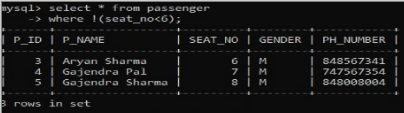 mysql> select * from passenger
-> where !(seat_no<6);
| P_ID | P_NAME | SEAT_NO | GENDER | PH_NUMBER |
| 3 | Aryan Sharma | 6 | M | 848567341 |
| 4 | Gajendra Pal | 7 | M | 747567354 |
| 5 | Gajendra Sharma | 8 | M | 848008004 |
3 rows in set